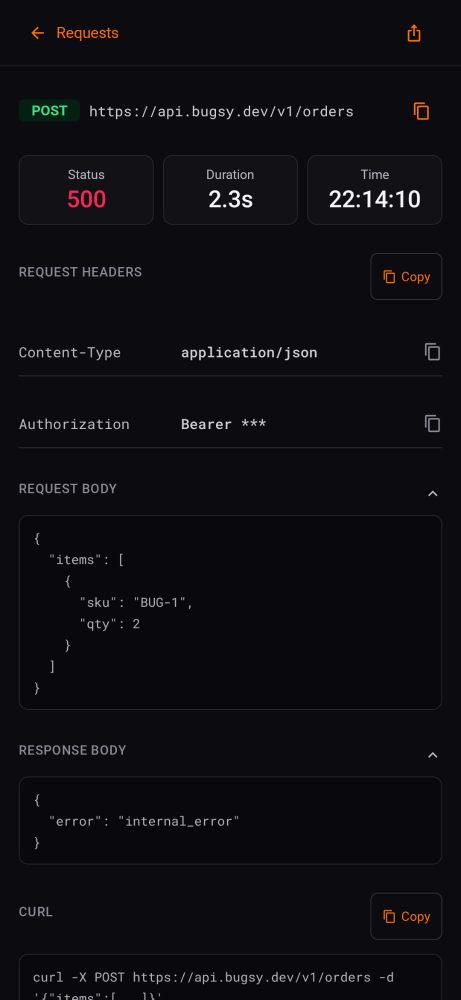 Requests
POST https://api.bugsy.dev/v1/orders
Status Duration Time
500 2.3s 22:14:10
REQUEST HEADERS Copy
Content-Type application/json
Authorization Bearer ***
REQUEST BODY
{
  "items": [
    {
      "sku": "BUG-1",
      "qty": 2
    }
  ]
}
RESPONSE BODY
{
  "error": "internal_error"
}
CURL Copy
curl -X POST https://api.bugsy.dev/v1/orders -d
'{"items":[...]}'